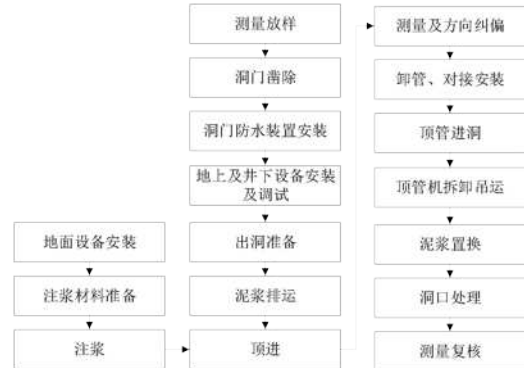 测量放样
洞门凿除
洞门防水装置安装
地上及井下设备安装
及调试
出洞准备
泥浆排运
顶进
地面设备安装
注浆材料准备
注浆
测量及方向纠偏
卸管、对接安装
顶管进洞
顶管机拆卸吊运
泥浆置换
洞口处理
测量复核